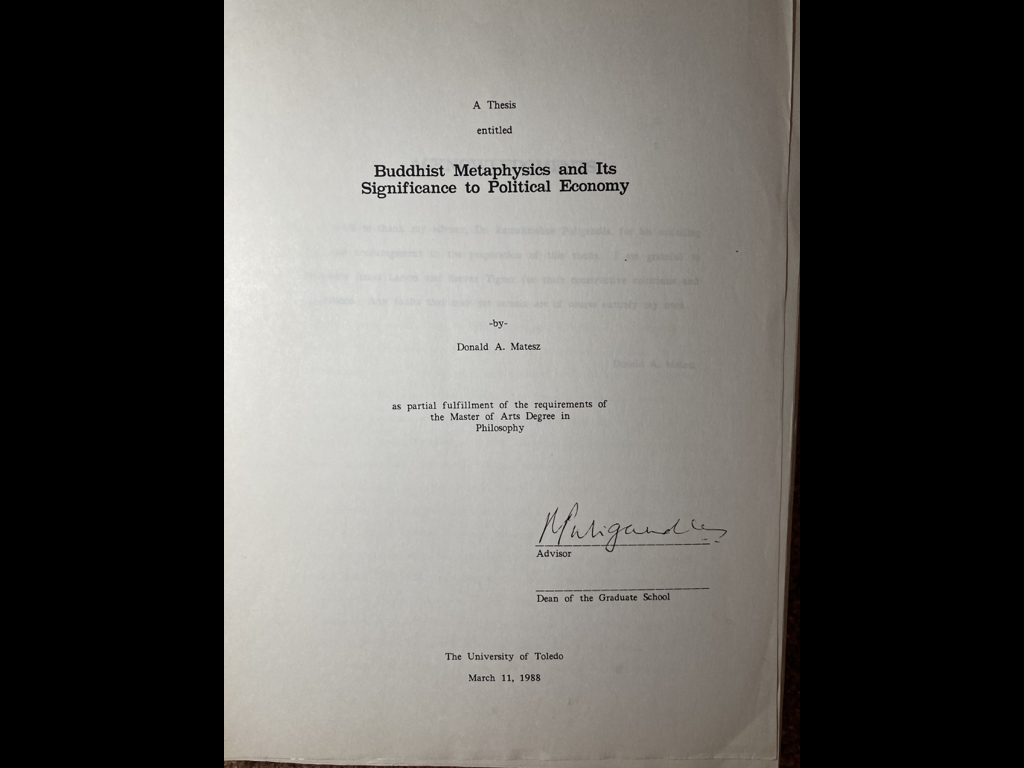 A Thesis
entitled
Buddhist Metaphysics and Its
Significance to Political Economy
-by-
Donald A. Matesz
as partial fulfillment of the requirements of
the Master of Arts Degree in
Philosophy
Advisor
Dean of the Graduate School
The University of Toledo
March 11, 1988